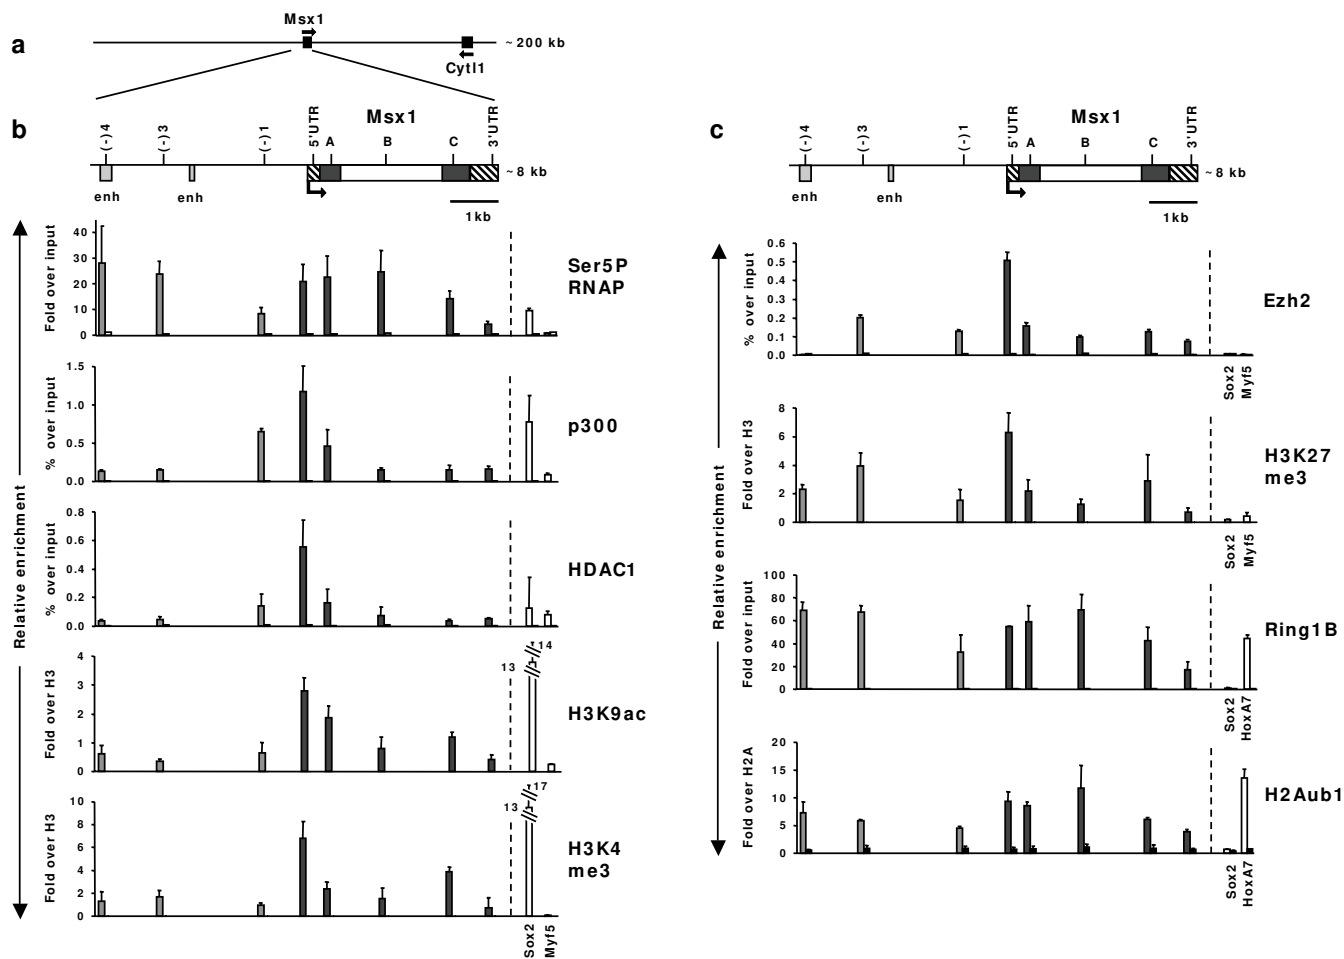 a
Msx1
~ 200 kb
Cytl1
b
(-)4
(-)3
(-)1
5'UTR
Msx1
A
B
C
3'UTR
~ 8 kb
enh
enh
1kb
Relative enrichment
Fold over input
40
30
20
10
0
Ser5P
RNAP
% over input
1.5
1.0
0.5
0.0
p300
% over input
0.8
0.6
0.4
0.2
0.0
HDAC1
Fold over H3
4
3
2
1
0
13
14
H3K9ac
Fold over H3
10
8
6
4
2
0
13
17
H3K4
me3
Sox2
Myf5
c
(-)4
(-)3
(-)1
5'UTR
Msx1
A
B
C
3'UTR
~ 8 kb
enh
enh
1kb
Relative enrichment
% over input
0.6
0.5
0.4
0.3
0.2
0.1
0.0
Ezh2
Sox2
Myf5
Fold over H3
8
6
4
2
0
H3K27
me3
Sox2
Myf5
Fold over input
100
80
60
40
20
0
Ring1B
Sox2
HoxA7
Fold over H2A
20
15
10
5
0
H2Aub1
Sox2
HoxA7